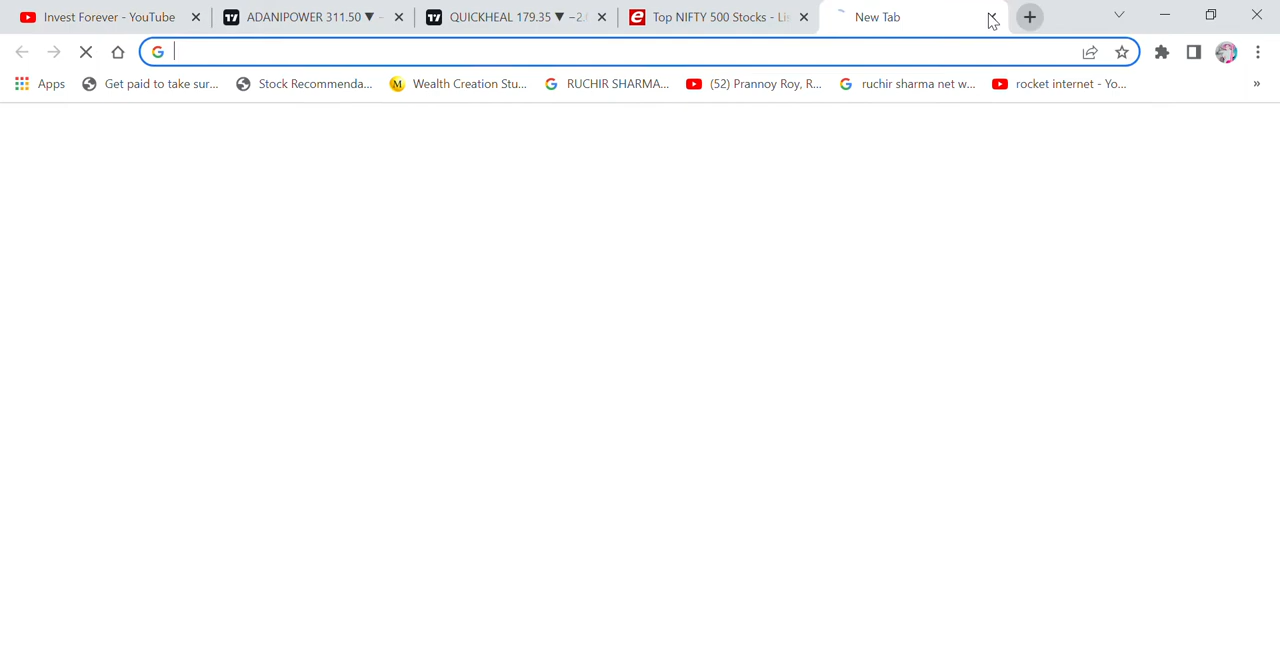 Invest Forever - YouTube ADANIPOWER 311.50 ▼ - QUICKHEAL 179.35 ▼ −2. Top NIFTY 500 Stocks - Lis New Tab
Apps Get paid to take sur... Stock Recommenda... Wealth Creation Stu... RUCHIR SHARMA... (52) Prannoy Roy, R... ruchir sharma net w... rocket internet - Yo... »